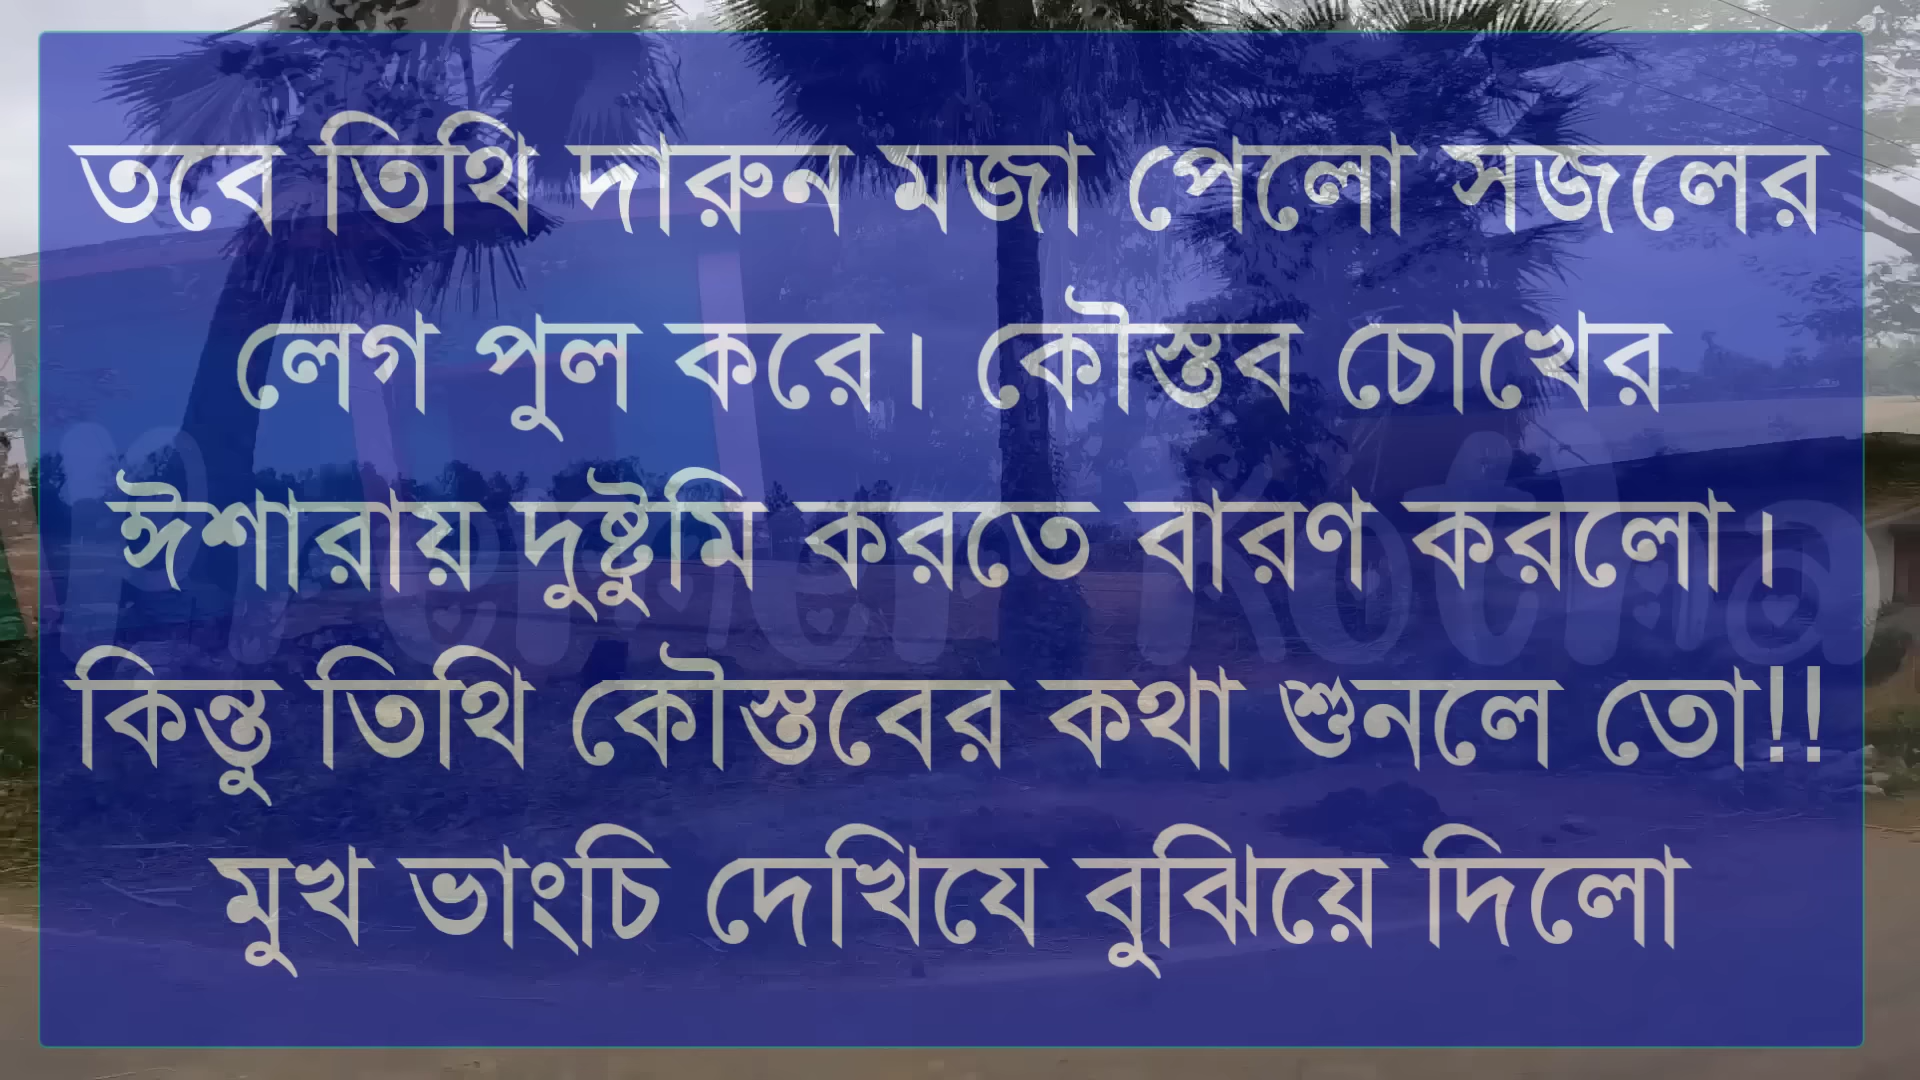 তবে তিথি দারুন মজা পেলো সজলের
লেগ পুল করে। কৌস্তব চোখের
ঈশারায় দুষ্টুমি করতে বারণ করলো।
কিন্তু তিথি কৌস্তবের কথা শুনলে তো!!
মুখ ভাংচি দেখিযে বুঝিয়ে দিলো